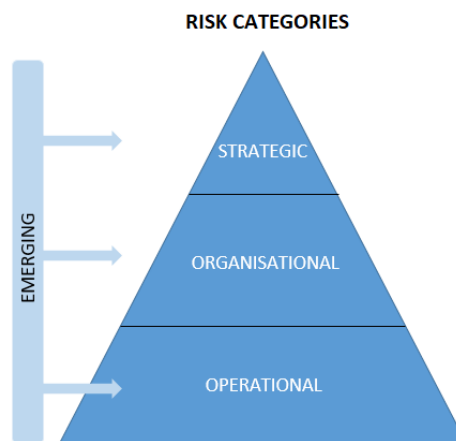 RISK CATEGORIES
STRATEGIC
EMERGING
ORGANISATIONAL
OPERATIONAL